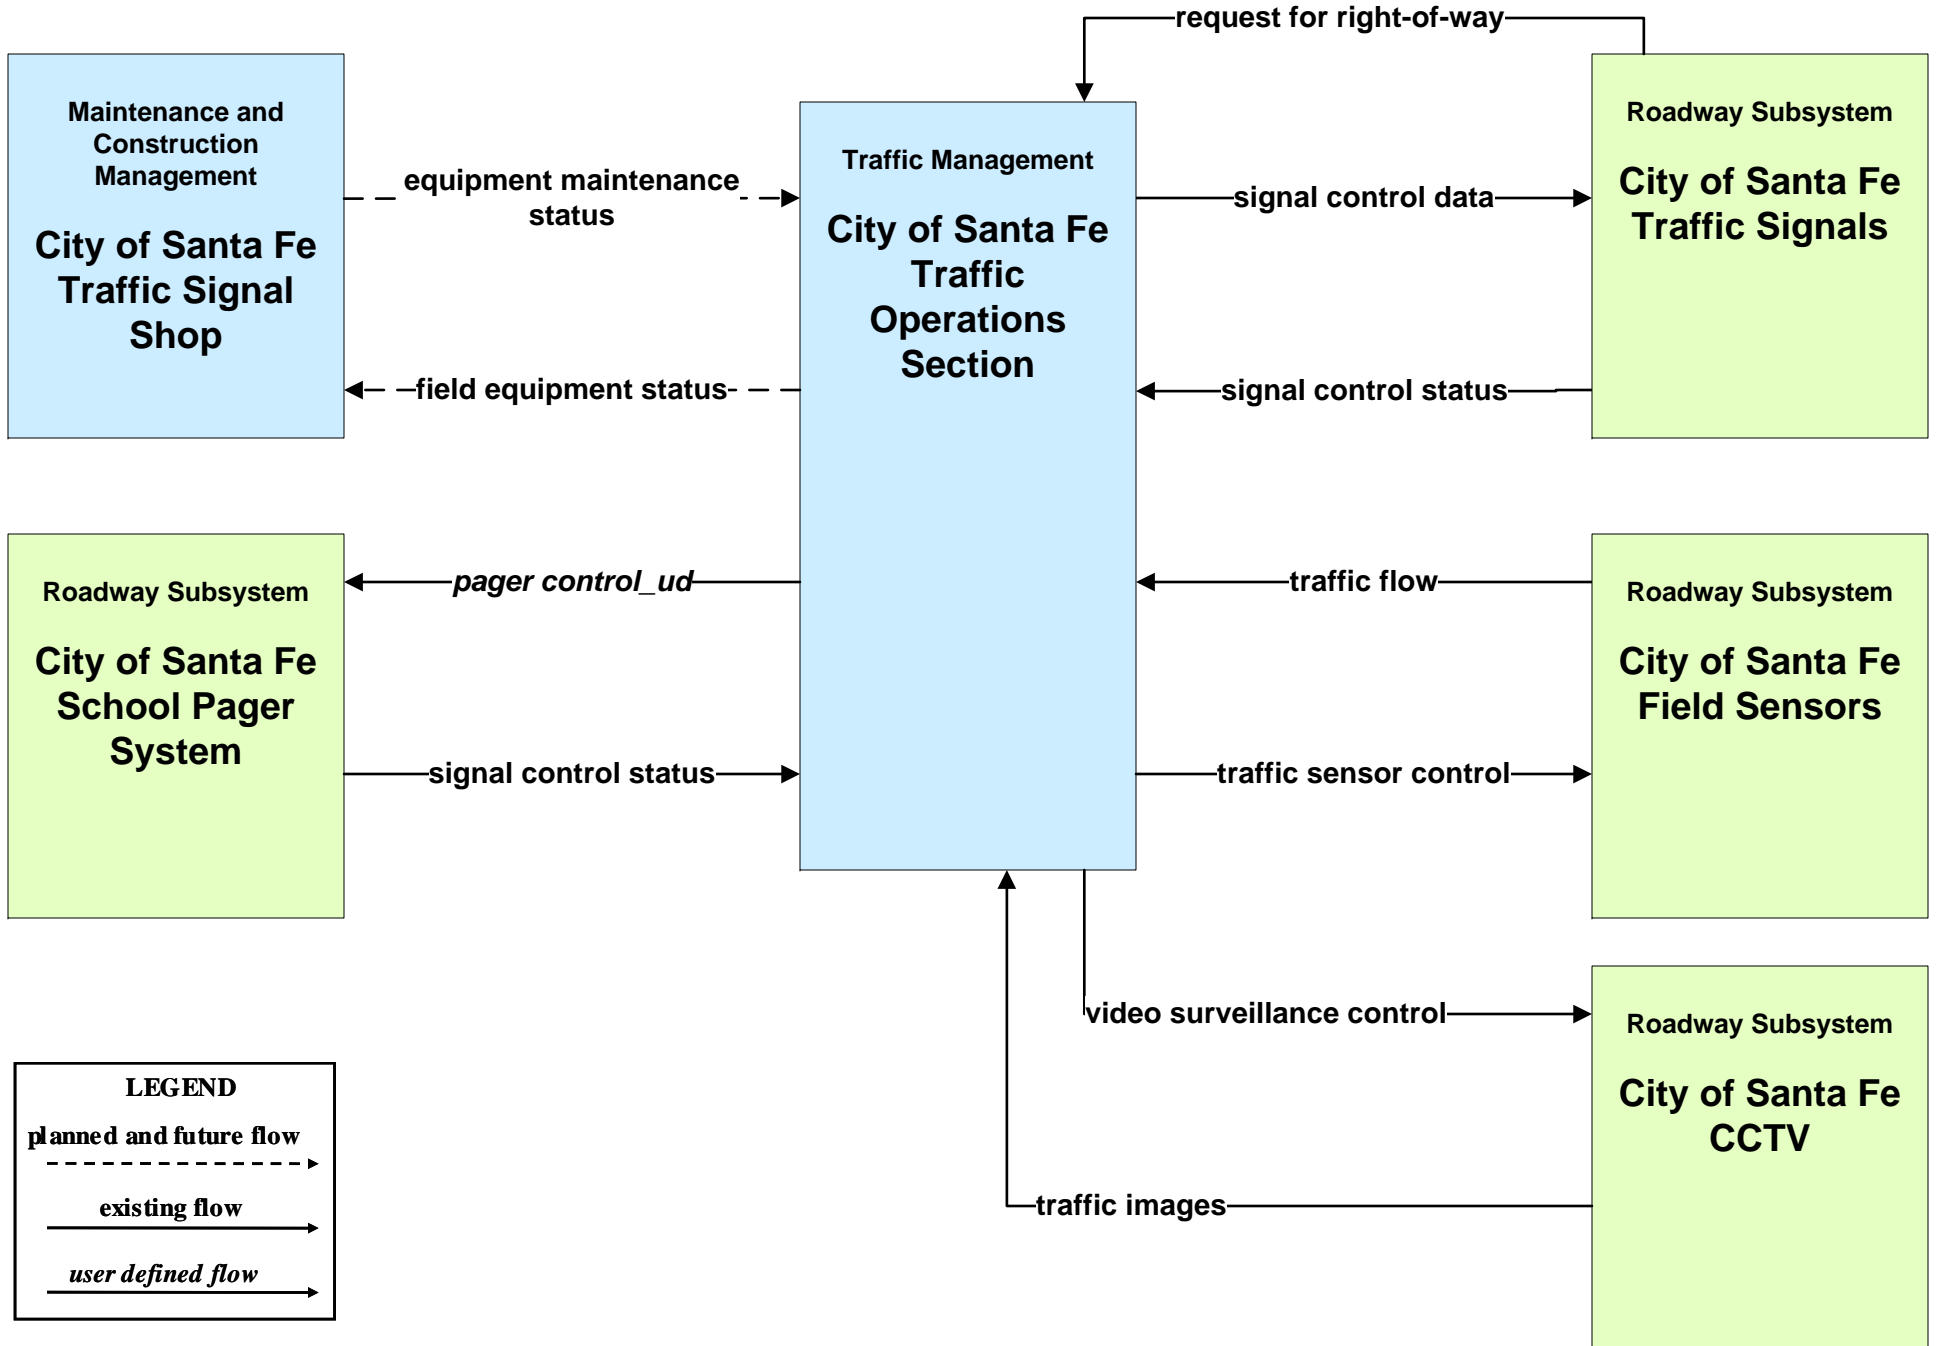 request for right-of-way
Maintenance and
Construction
Management
City of Santa Fe
Traffic Signal
Shop
equipment maintenance
status
field equipment status
Traffic Management
City of Santa Fe
Traffic
Operations
Section
signal control data
signal control status
Roadway Subsystem
City of Santa Fe
Traffic Signals
Roadway Subsystem
City of Santa Fe
School Pager
System
pager control_ud
signal control status
traffic flow
traffic sensor control
Roadway Subsystem
City of Santa Fe
Field Sensors
video surveillance control
traffic images
Roadway Subsystem
City of Santa Fe
CCTV
LEGEND
planned and future flow
existing flow
user defined flow